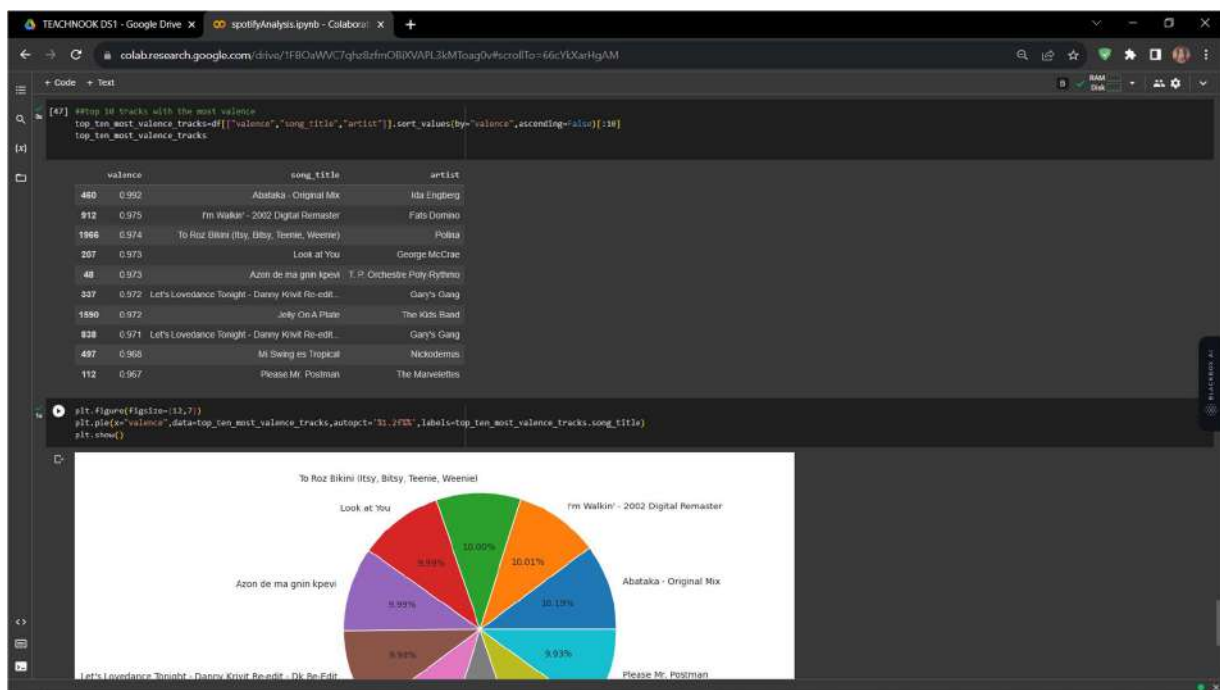 TEACHNOOK DS1 - Google Drive
spotifyAnalysis.ipynb - Colaborat
colab.research.google.com/drive/
+ Code + Text
RAM
Disk
[47] ##top 10 tracks with the most valence
top_ten_most_valence_tracks=df[["valence","song_title","artist"]].sort_values(by="valence",ascending=False)[:10]
top_ten_most_valence_tracks
valence song_title artist
460 0.992 Abataka - Original Mix Ida Engberg
912 0.975 I'm Walkin' - 2002 Digital Remaster Fats Domino
1966 0.974 To Roz Bikini (Itsy, Bitsy, Teenie, Weenie) Polina
207 0.973 Look at You George McCrae
48 0.973 Azon de ma gnin kpevi T. P. Orchestre Poly-Rythmo
337 0.972 Let's Lovedance Tonight - Danny Krivit Re-edit... Gary's Gang
1590 0.972 Jelly On A Plate The Kids Band
838 0.971 Let's Lovedance Tonight - Danny Krivit Re-edit... Gary's Gang
497 0.968 Mi Swing es Tropical Nickodemus
112 0.967 Please Mr. Postman The Marvelettes
plt.figure(figsize=(12,7))
plt.pie(x="valence",data=top_ten_most_valence_tracks,autopct='%1.2f%%',labels=top_ten_most_valence_tracks.song_title)
plt.show()
To Roz Bikini (Itsy, Bitsy, Teenie, Weenie)
Look at You
I'm Walkin' - 2002 Digital Remaster
10.00%
9.99%
10.01%
Azon de ma gnin kpevi
Abataka - Original Mix
9.99%
10.19%
9.98%
9.93%
Let's Lovedance Tonight - Danny Krivit Re-edit - Dk Re-Edit
Please Mr. Postman
BLACKBOX AI